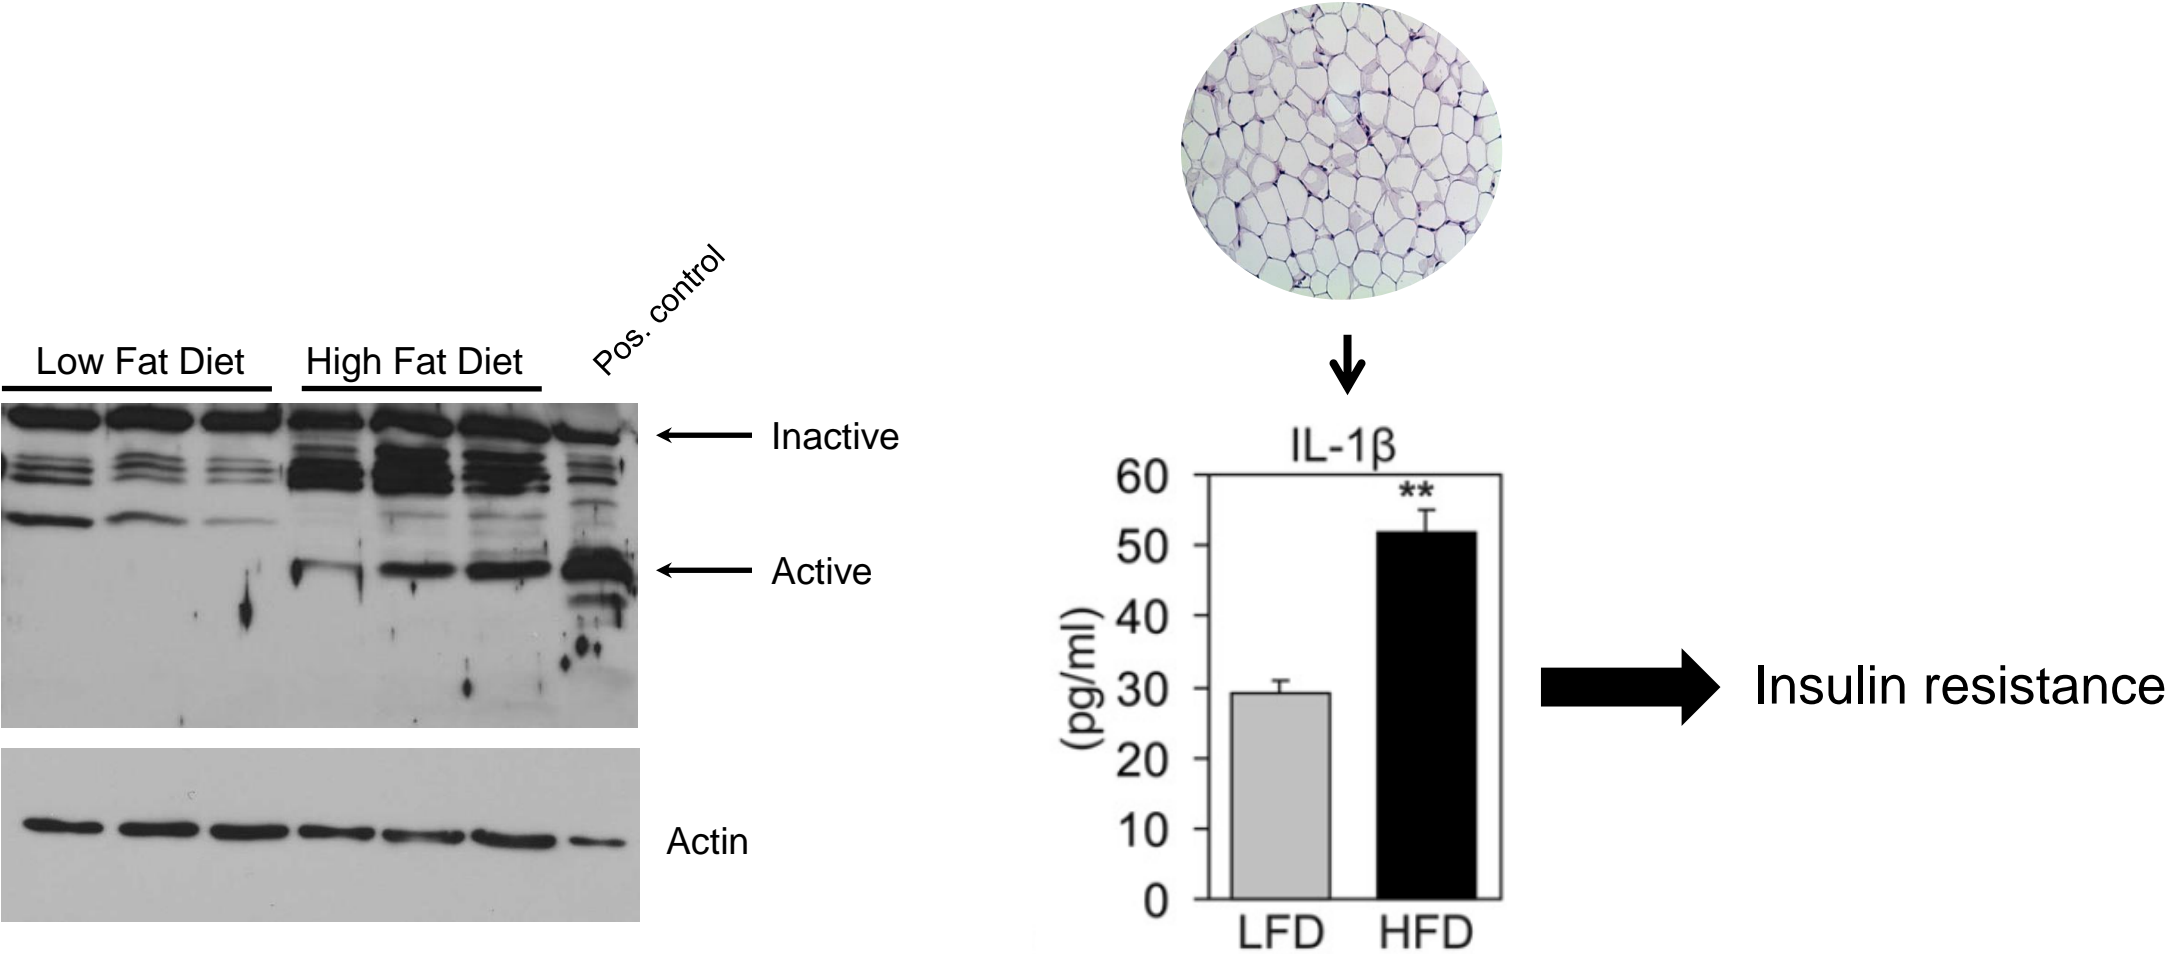 Low Fat Diet
High Fat Diet
Pos. control
Inactive
Active
Actin
IL-1β
**
60
50
40
30
20
10
0
(pg/ml)
LFD
HFD
Insulin resistance